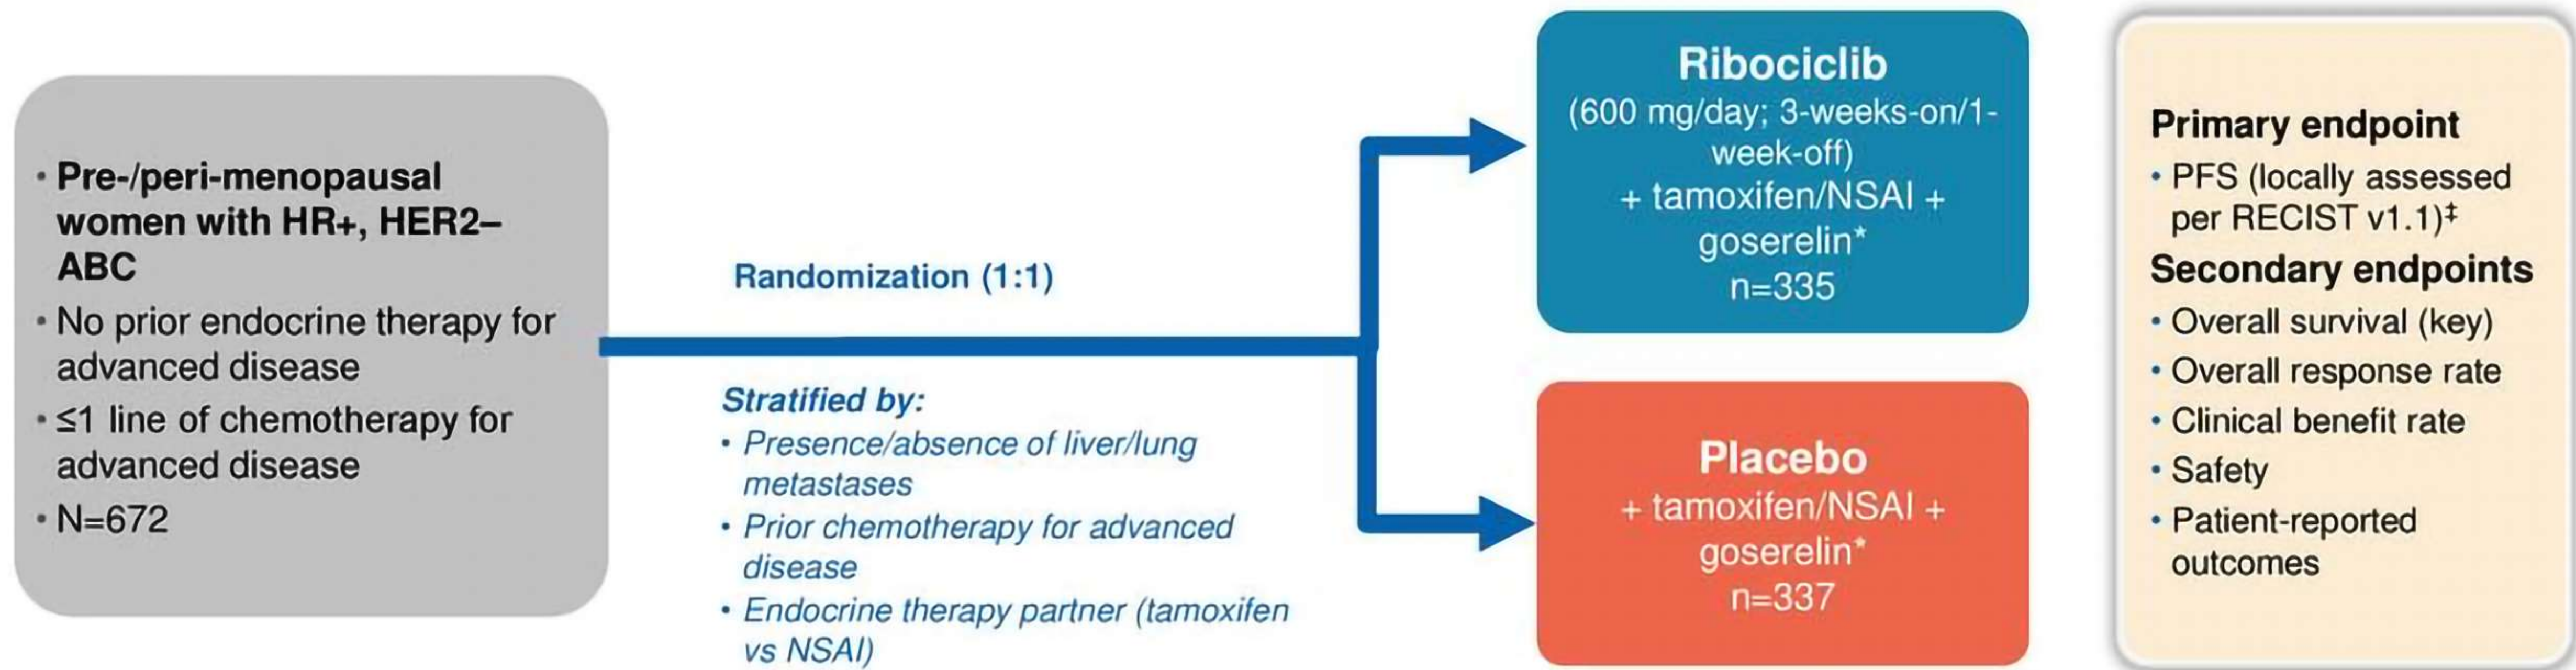 • Pre-/peri-menopausal
women with HR+, HER2–
ABC
• No prior endocrine therapy for
advanced disease
• ≤1 line of chemotherapy for
advanced disease
• N=672
Randomization (1:1)
Stratified by:
• Presence/absence of liver/lung
metastases
• Prior chemotherapy for advanced
disease
• Endocrine therapy partner (tamoxifen
vs NSAI)
Ribociclib
(600 mg/day; 3-weeks-on/1-
week-off)
+ tamoxifen/NSAI +
goserelin*
n=335
Placebo
+ tamoxifen/NSAI +
goserelin*
n=337
Primary endpoint
• PFS (locally assessed
per RECIST v1.1)‡
Secondary endpoints
• Overall survival (key)
• Overall response rate
• Clinical benefit rate
• Safety
• Patient-reported
outcomes